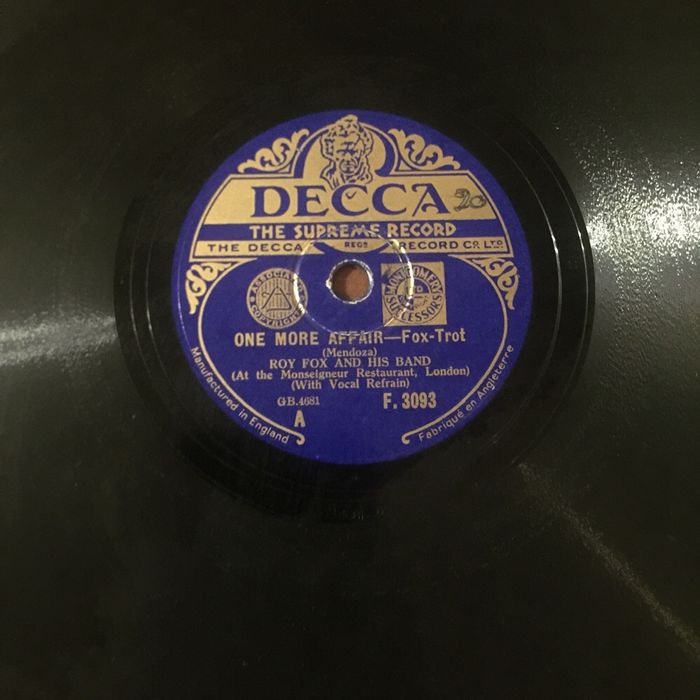 DECCA 20
THE SUPREME RECORD
THE DECCA REGD RECORD CO LTD
ONE MORE AFFAIR—Fox-Trot
(Mendoza)
ROY FOX AND HIS BAND
(At the Monseigneur Restaurant, London)
(With Vocal Refrain)
GB.4681 F. 3093
A
Manufactured in England
Fabriqué en Angleterre